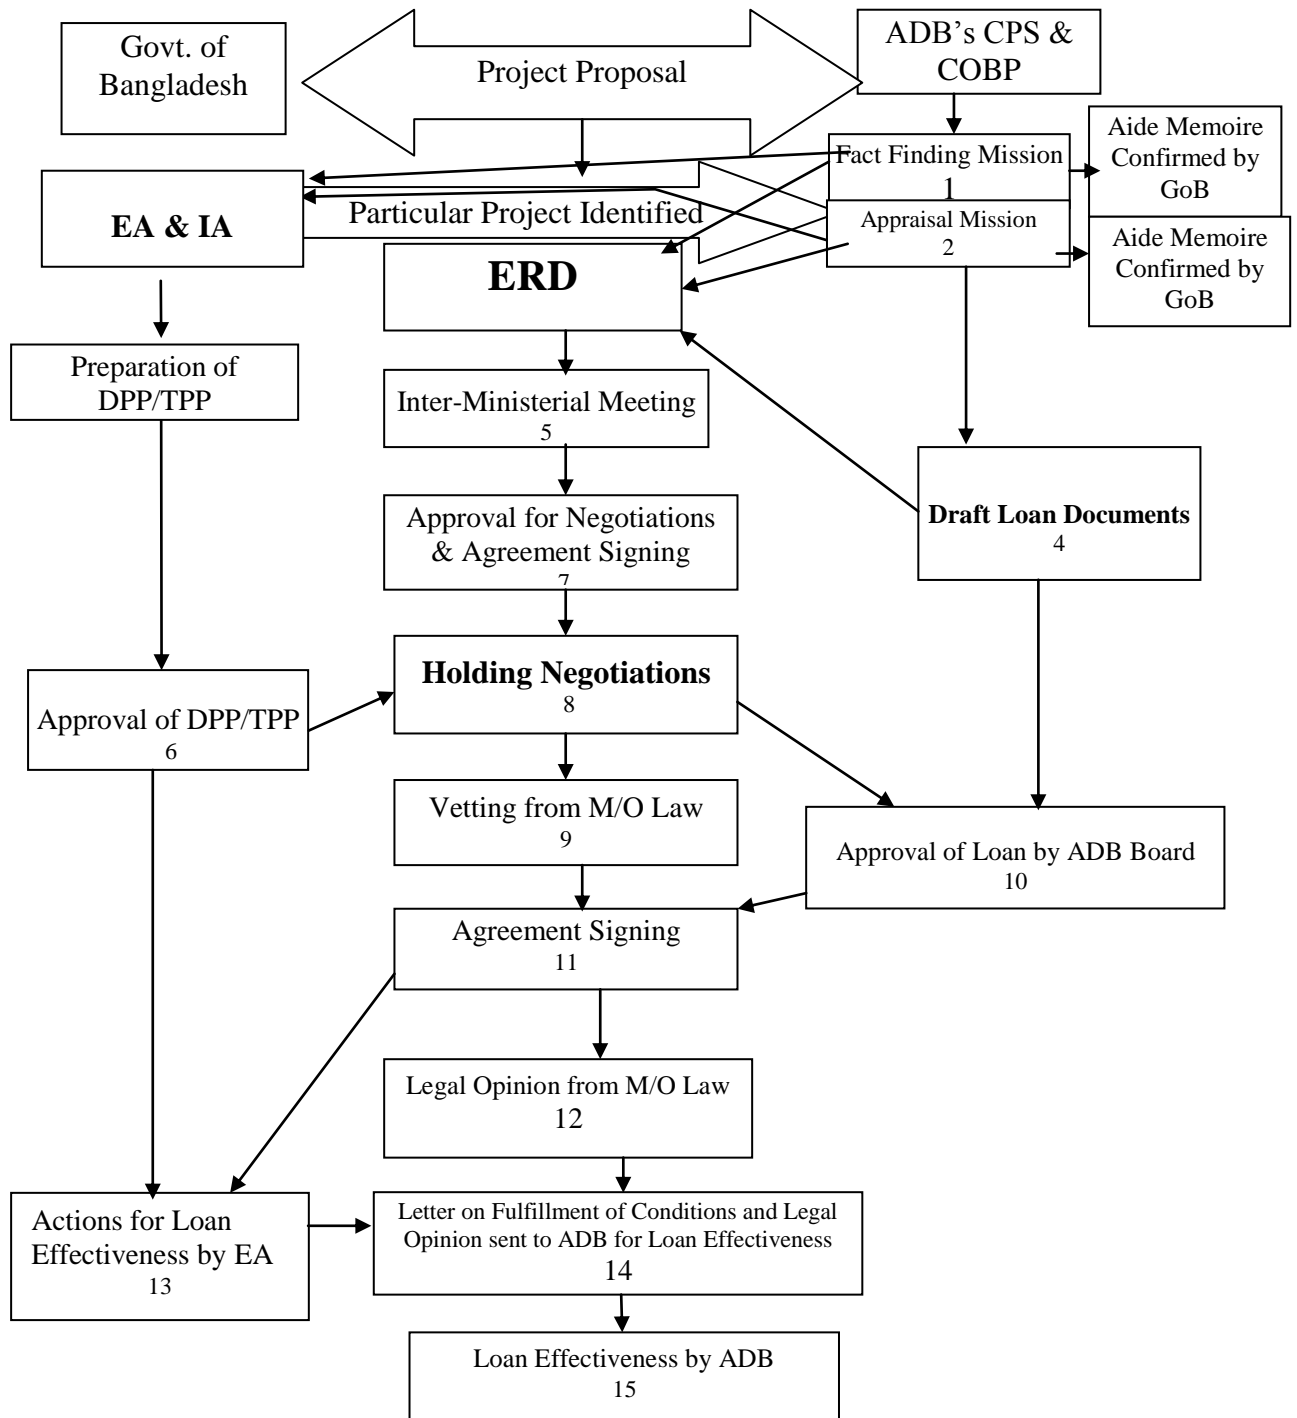 Govt. of
Bangladesh
Project Proposal
ADB’s CPS &
COBP
Fact Finding Mission
1
Aide Memoire
Confirmed by
GoB
EA & IA
Particular Project Identified
Appraisal Mission
2
Aide Memoire
Confirmed by
GoB
ERD
Preparation of
DPP/TPP
Inter-Ministerial Meeting
5
Draft Loan Documents
4
Approval for Negotiations
& Agreement Signing
7
Holding Negotiations
8
Approval of DPP/TPP
6
Vetting from M/O Law
9
Approval of Loan by ADB Board
10
Agreement Signing
11
Legal Opinion from M/O Law
12
Actions for Loan
Effectiveness by EA
13
Letter on Fulfillment of Conditions and Legal
Opinion sent to ADB for Loan Effectiveness
14
Loan Effectiveness by ADB
15